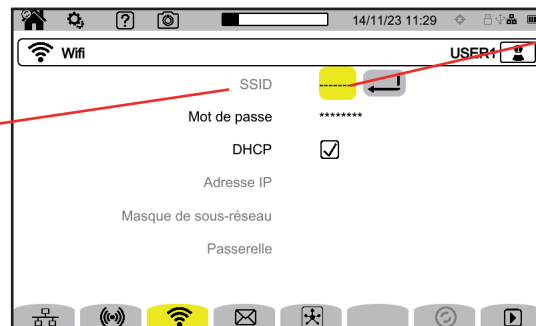 14/11/23 11:29
Wifi USER1
SSID -------
Mot de passe ********
DHCP
Adresse IP
Masque de sous-réseau
Passerelle